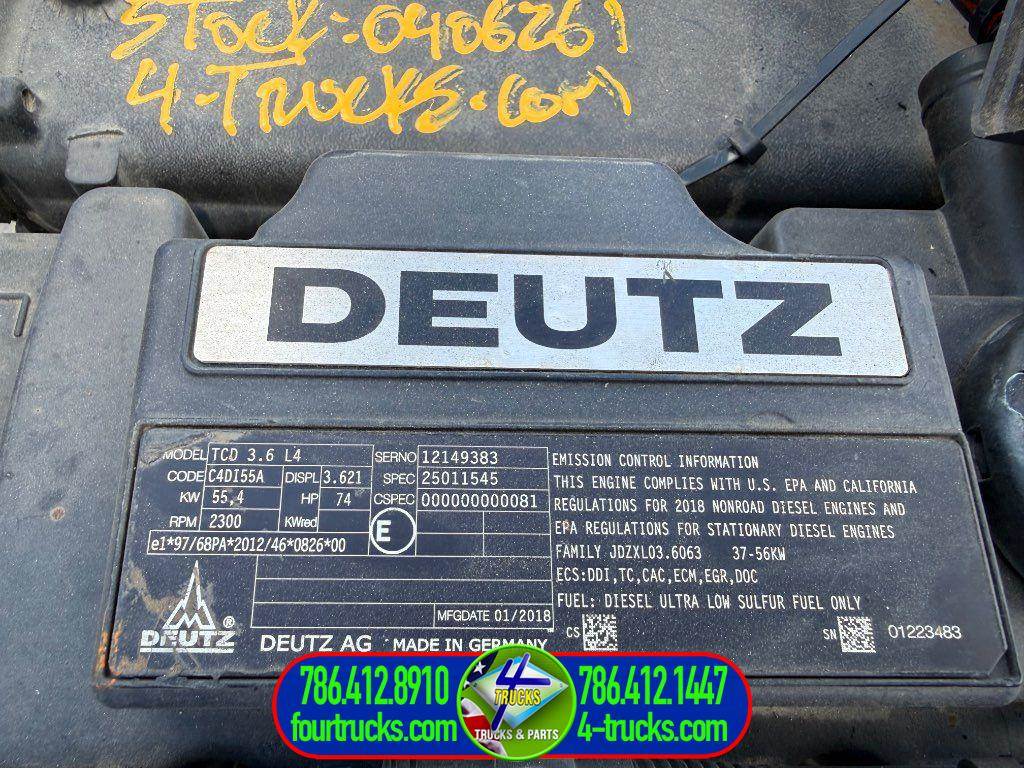 STOCK:0406261
4-TRUCKS.COM
DEUTZ
MODEL TCD 3.6 L4 SERNO 12149383
CODE C4DI55A DISPL 3.621 SPEC 25011545
KW 55,4 HP 74 CSPEC 000000000081
RPM 2300 KWred E
e1*97/68PA*2012/46*0826*00
MFGDATE 01/2018
DEUTZ ® DEUTZ AG MADE IN GERMANY
EMISSION CONTROL INFORMATION
THIS ENGINE COMPLIES WITH U.S. EPA AND CALIFORNIA
REGULATIONS FOR 2018 NONROAD DIESEL ENGINES AND
EPA REGULATIONS FOR STATIONARY DIESEL ENGINES
FAMILY JDZXL03.6063 37-56KW
ECS:DDI,TC,CAC,ECM,EGR,DOC
FUEL: DIESEL ULTRA LOW SULFUR FUEL ONLY
CS SN 01223483
786.412.8910
fourtrucks.com
4
TRUCKS
TRUCKS & PARTS
786.412.1447
4-trucks.com